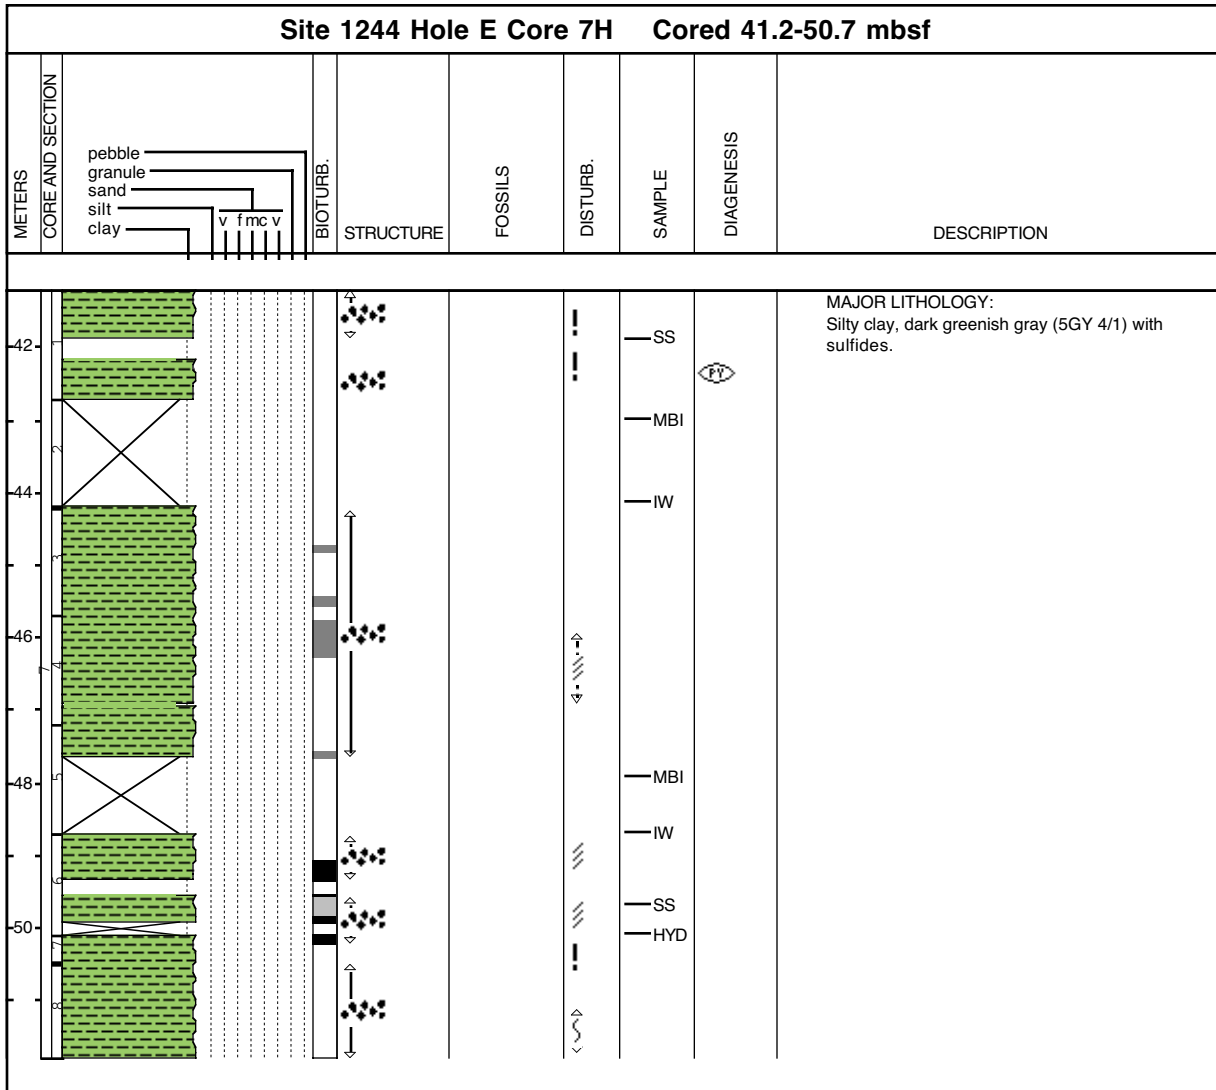 Site 1244 Hole E Core 7H Cored 41.2-50.7 mbsf
METERS
CORE AND SECTION
pebble
granule
sand
silt
clay
v f m c v
BIOTURB.
STRUCTURE
FOSSILS
DISTURB.
SAMPLE
DIAGENESIS
DESCRIPTION
MAJOR LITHOLOGY:
Silty clay, dark greenish gray (5GY 4/1) with
sulfides.
42
44
46
48
50
7
1
2
3
4
5
6
7
8
SS
MBI
IW
MBI
IW
SS
HYD
PY